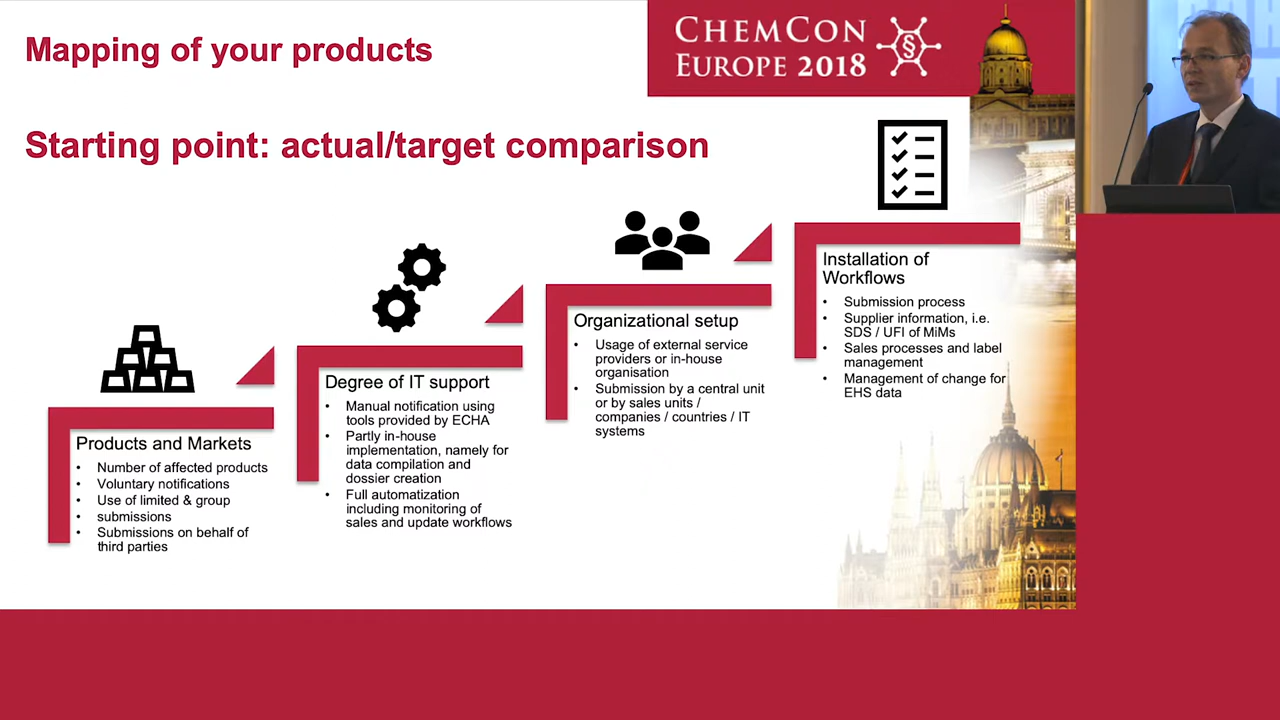 Mapping of your products
CHEMCON
EUROPE 2018
§
Starting point: actual/target comparison
Products and Markets
• Number of affected products
• Voluntary notifications
• Use of limited & group
• submissions
• Submissions on behalf of
third parties
Degree of IT support
• Manual notification using
tools provided by ECHA
• Partly in-house
implementation, namely for
data compilation and
dossier creation
• Full automatization
including monitoring of
sales and update workflows
Organizational setup
• Usage of external service
providers or in-house
organisation
• Submission by a central unit
or by sales units /
companies / countries / IT
systems
Installation of
Workflows
• Submission process
• Supplier information, i.e.
SDS / UFI of MiMs
• Sales processes and label
management
• Management of change for
EHS data